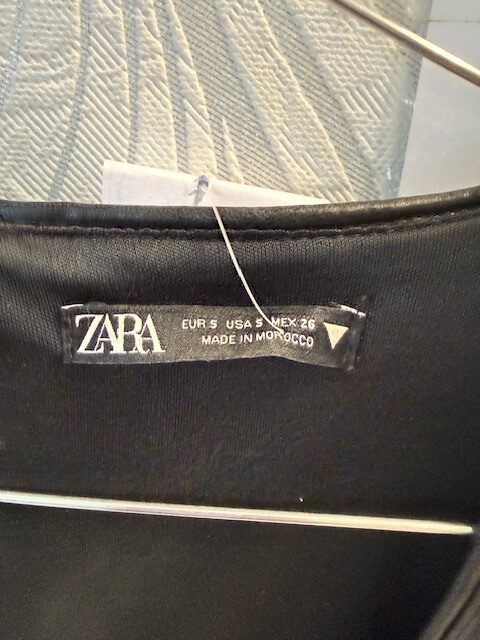 ZARA
EUR S USA S MEX 26
MADE IN MOROCCO